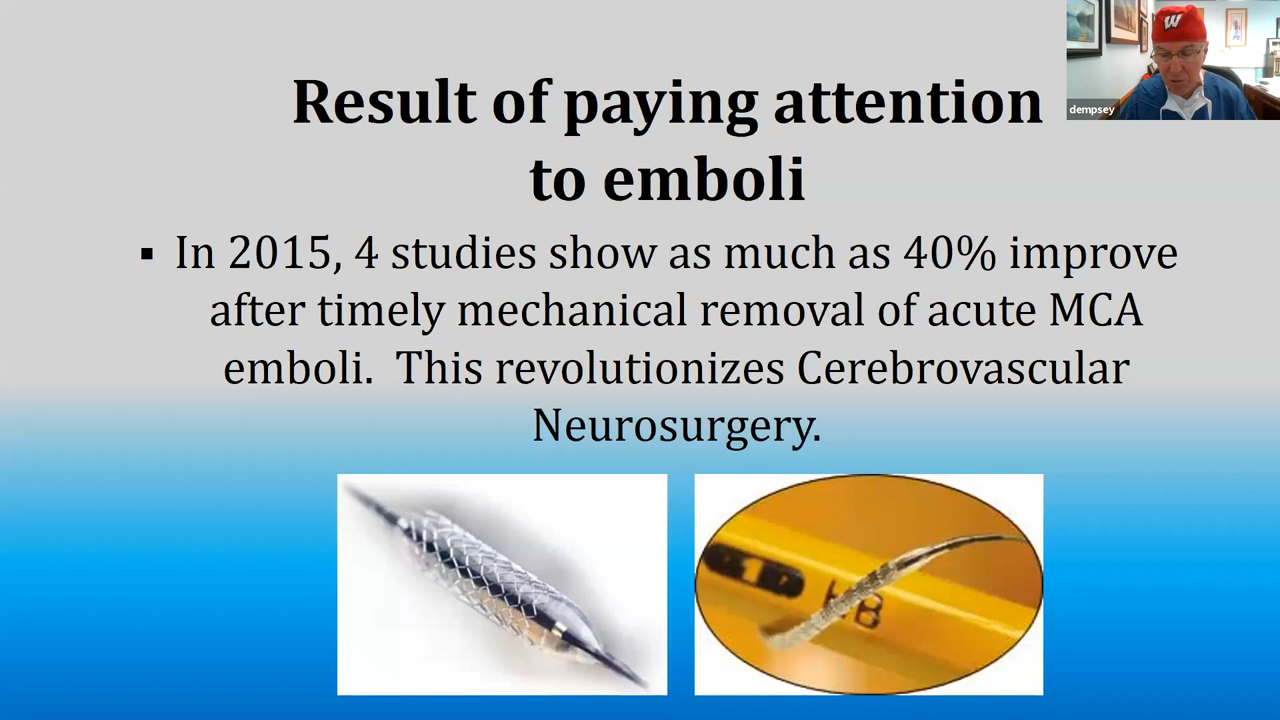 Result of paying attention
to emboli
▪ In 2015, 4 studies show as much as 40% improve
after timely mechanical removal of acute MCA
emboli.  This revolutionizes Cerebrovascular
Neurosurgery.
W
dempsey
HB